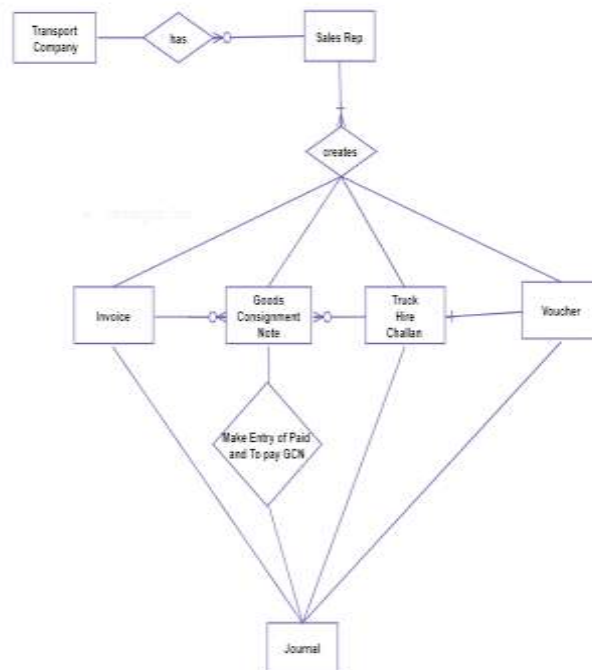 Transport
Company
has
Sales Rep
creates
Invoice
Goods
Consignment
Note
Truck
Hire
Challan
Voucher
Make Entry of Paid
and To pay GCN
Journal